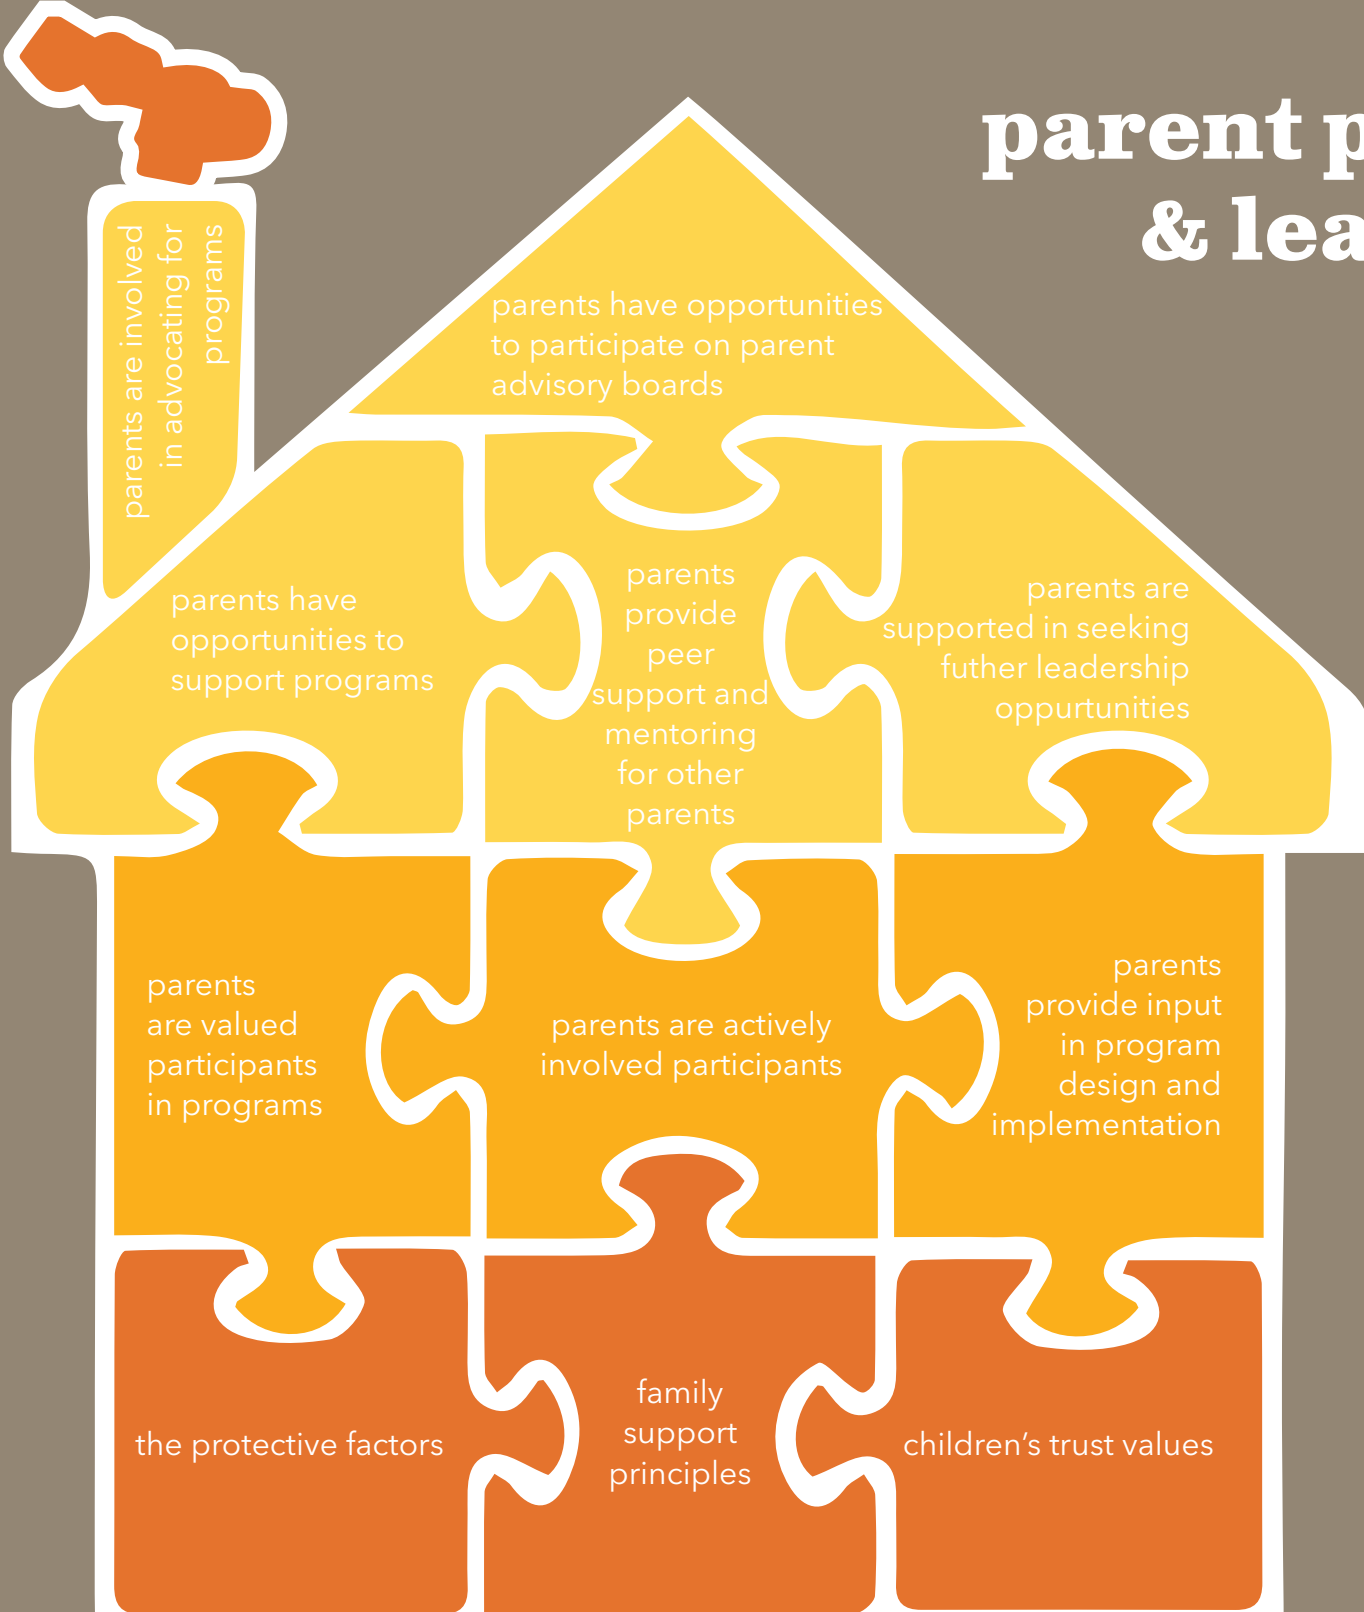 parent p
& lea
parents are involved
in advocating for
programs
parents have opportunities
to participate on parent
advisory boards
parents have
opportunities to
support programs
parents
provide
peer
support and
mentoring
for other
parents
parents are
supported in seeking
futher leadership
oppurtunities
parents
are valued
participants
in programs
parents are actively
involved participants
parents
provide input
in program
design and
implementation
the protective factors
family
support
principles
children’s trust values